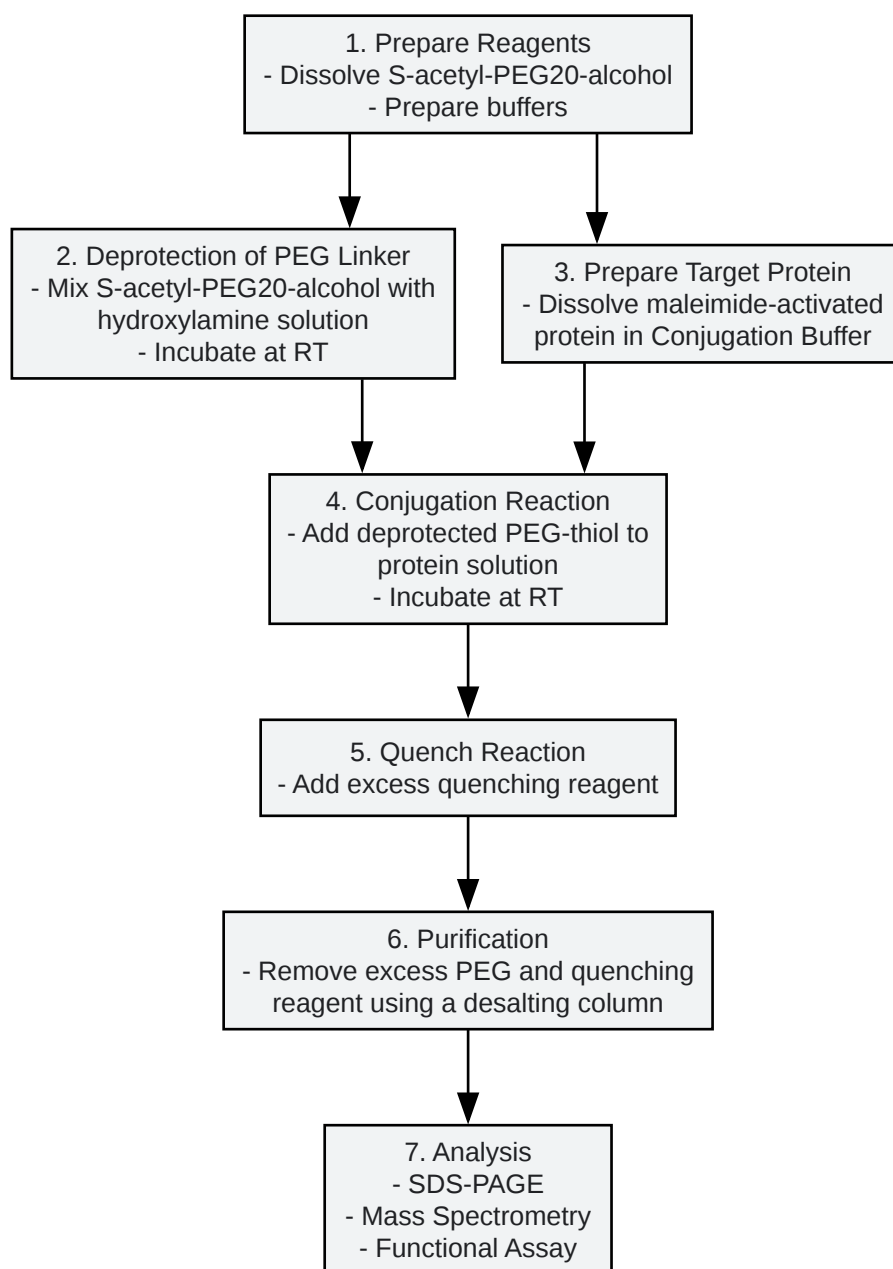 1. Prepare Reagents
- Dissolve S-acetyl-PEG20-alcohol
- Prepare buffers
2. Deprotection of PEG Linker
- Mix S-acetyl-PEG20-alcohol with
hydroxylamine solution
- Incubate at RT
3. Prepare Target Protein
- Dissolve maleimide-activated
protein in Conjugation Buffer
4. Conjugation Reaction
- Add deprotected PEG-thiol to
protein solution
- Incubate at RT
5. Quench Reaction
- Add excess quenching reagent
6. Purification
- Remove excess PEG and quenching
reagent using a desalting column
7. Analysis
- SDS-PAGE
- Mass Spectrometry
- Functional Assay